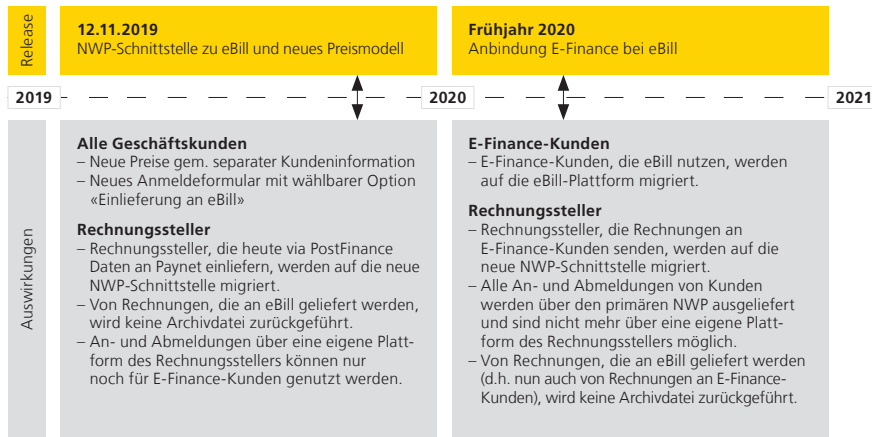 Release
12.11.2019
NWP-Schnittstelle zu eBill und neues Preismodell
Frühjahr 2020
Anbindung E-Finance bei eBill
2019
2020
2021
Auswirkungen
Alle Geschäftskunden
– Neue Preise gem. separater Kundeninformation
– Neues Anmeldeformular mit wählbarer Option
«Einlieferung an eBill»
Rechnungssteller
– Rechnungssteller, die heute via PostFinance
Daten an Paynet einliefern, werden auf die neue
NWP-Schnittstelle migriert.
– Von Rechnungen, die an eBill geliefert werden,
wird keine Archivdatei zurückgeführt.
– An- und Abmeldungen über eine eigene Platt-
form des Rechnungsstellers können nur
noch für E-Finance-Kunden genutzt werden.
E-Finance-Kunden
– E-Finance-Kunden, die eBill nutzen, werden
auf die eBill-Plattform migriert.
Rechnungssteller
– Rechnungssteller, die Rechnungen an
E-Finance-Kunden senden, werden auf die
neue NWP-Schnittstelle migriert.
– Alle An- und Abmeldungen von Kunden
werden über den primären NWP ausgeliefert
und sind nicht mehr über eine eigene Platt-
form des Rechnungsstellers möglich.
– Von Rechnungen, die an eBill geliefert werden
(d.h. nun auch von Rechnungen an E-Finance-
Kunden), wird keine Archivdatei zurückgeführt.